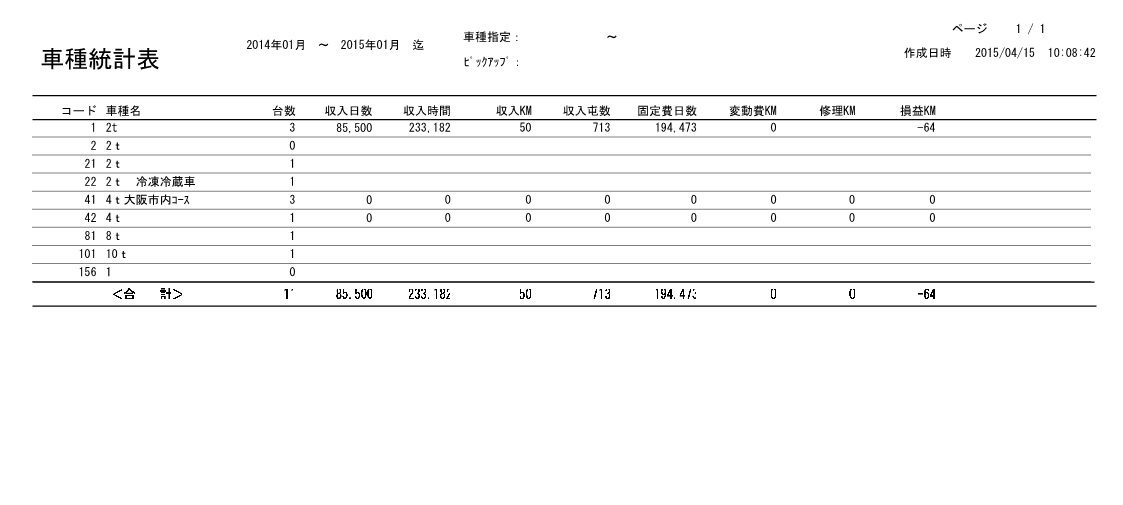 ページ 1 / 1
車種統計表 2014年01月 ～ 2015年01月 迄 車種指定： ～
ﾋﾟｯｸｱｯﾌﾟ： 作成日時 2015/04/15 10:08:42
コード 車種名 台数 収入日数 収入時間 収入KM 収入屯数 固定費日数 変動費KM 修理KM 損益KM
1 2t 3 85,500 233,182 50 713 194,473 0 -64
2 2ｔ 0
21 2ｔ 1
22 2ｔ 冷凍冷蔵車 1
41 4ｔ大阪市内ｺｰｽ 3 0 0 0 0 0 0 0 0
42 4ｔ 1 0 0 0 0 0 0 0 0
81 8ｔ 1
101 10ｔ 1
156 1 0
＜合 計＞ 11 85,500 233,182 50 713 194,473 0 0 -64